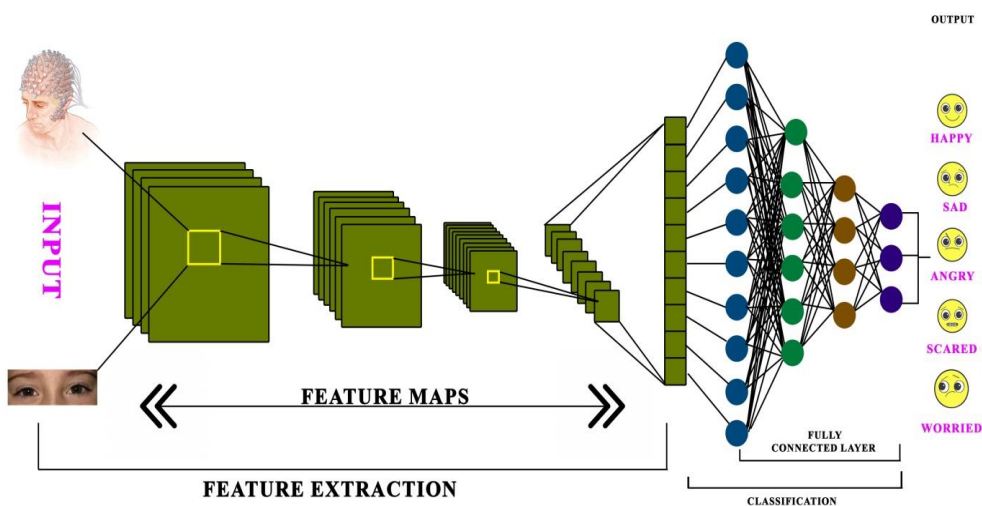 OUTPUT
INPUT
HAPPY
SAD
ANGRY
SCARED
WORRIED
FEATURE MAPS
FULLY
CONNECTED LAYER
FEATURE EXTRACTION
CLASSIFICATION